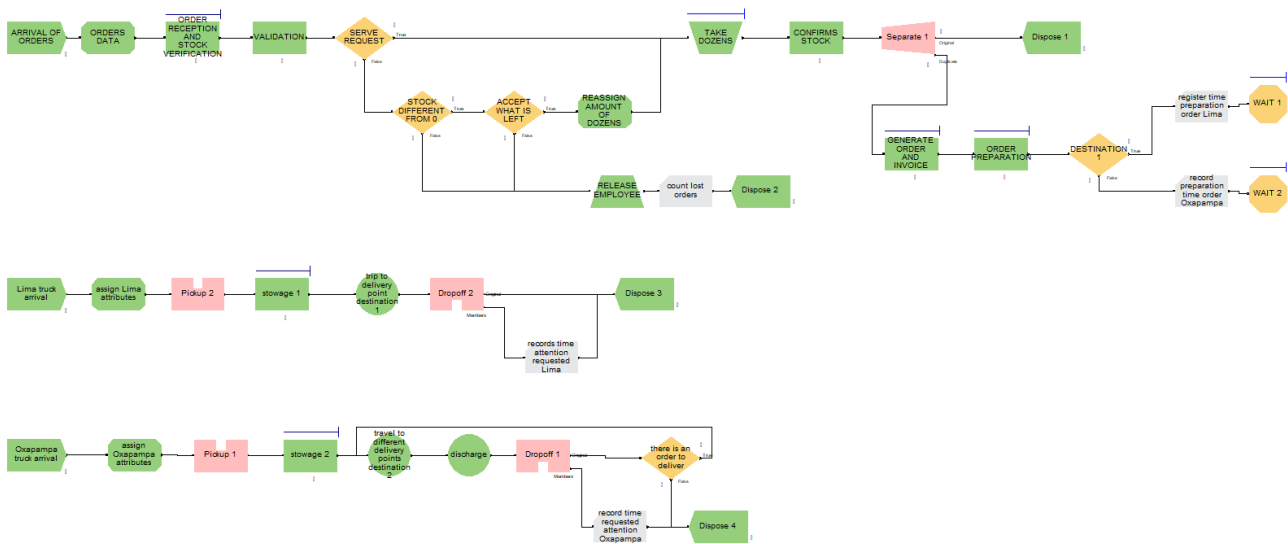 ARRIVAL OF
ORDERS
ORDERS
DATA
ORDER
RECEPTION
AND
STOCK
VERIFICATION
VALIDATION
SERVE
REQUEST
True
False
STOCK
DIFFERENT
FROM 0
True
False
ACCEPT
WHAT IS
LEFT
True
False
REASSIGN
AMOUNT
OF
DOZENS
RELEASE
EMPLOYEE
count lost
orders
Dispose 2
TAKE
DOZENS
CONFIRMS
STOCK
Separate 1
Original
Duplicate
Dispose 1
GENERATE
ORDER
AND
INVOICE
ORDER
PREPARATION
DESTINATION
1
True
False
register time
preparation
order Lima
WAIT 1
record
preparation
time order
Oxapampa
WAIT 2
Lima truck
arrival
assign Lima
attributes
Pickup 2
stowage 1
trip to
delivery
point
destination
1
Dropoff 2
Original
Members
records time
attention
requested
Lima
Dispose 3
Oxapampa
truck arrival
assign
Oxapampa
attributes
Pickup 1
stowage 2
travel to
different
delivery
points
destination
2
discharge
Dropoff 1
Original
Members
there is an
order to
deliver
True
False
record time
requested
attention
Oxapampa
Dispose 4